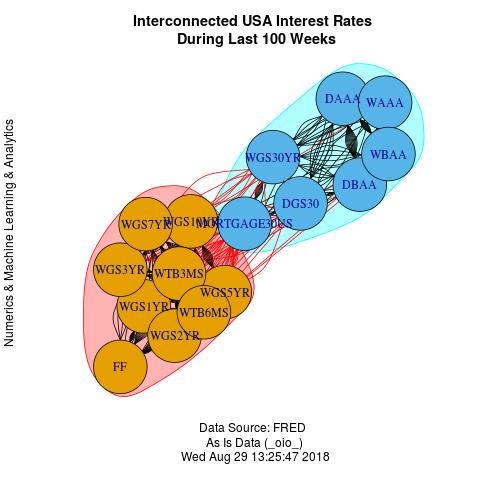 Interconnected USA Interest Rates
During Last 100 Weeks
Numerics & Machine Learning & Analytics
DAAA
WAAA
WGS30YR
WBAA
DBAA
DGS30
WGS7YR
WGS10YR
MORTGAGE30US
WGS3YR
WTB3MS
WGS5YR
WGS1YR
WTB6MS
WGS2YR
FF
Data Source: FRED
As Is Data (_oio_)
Wed Aug 29 13:25:47 2018